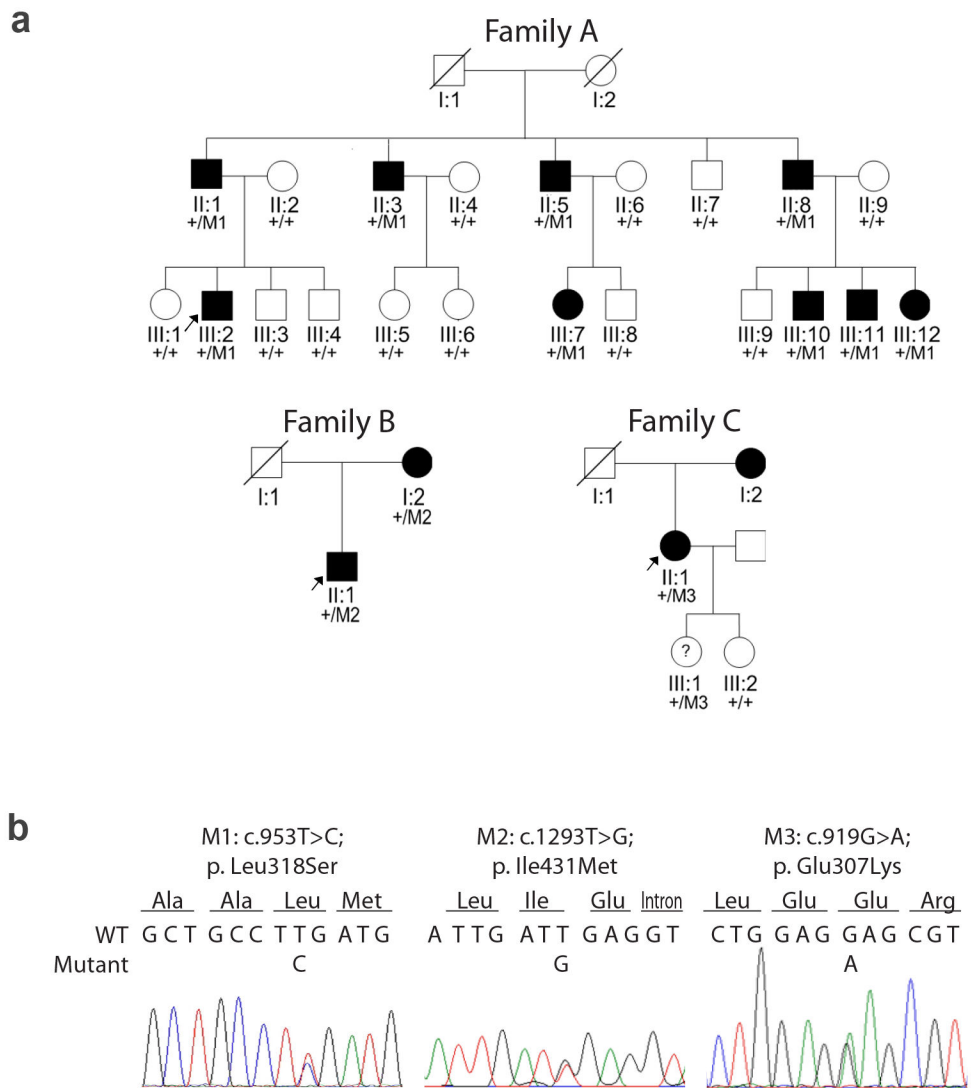 a
Family A
I:1 I:2
II:1 II:2 II:3 II:4 II:5 II:6 II:7 II:8 II:9
+/M1 +/+ +/M1 +/+ +/M1 +/+ +/+ +/M1 +/+
III:1 III:2 III:3 III:4 III:5 III:6 III:7 III:8 III:9 III:10 III:11 III:12
+/+ +/M1 +/+ +/+ +/+ +/+ +/M1 +/+ +/+ +/M1 +/M1 +/M1
Family B Family C
I:1 I:2 I:1 I:2
+/M2
II:1 II:1
+/M2 +/M3
?
III:1 III:2
+/M3 +/+
b
M1: c.953T>C; M2: c.1293T>G; M3: c.919G>A;
p. Leu318Ser p. Ile431Met p. Glu307Lys
Ala Ala Leu Met Leu Ile Glu Intron Leu Glu Glu Arg
WT G C T G C C T T G A T G A T T G A T T G A G G T C T G G A G G A G C G T
Mutant C G A